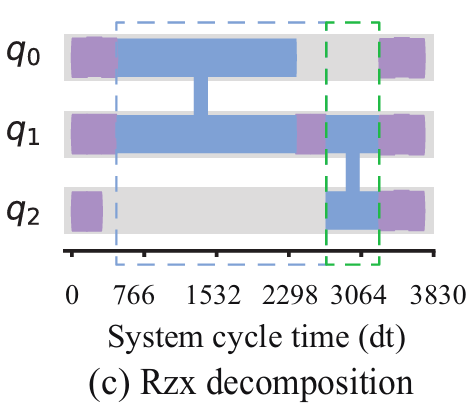 q0
q1
q2
0 766 1532 2298 3064 3830
System cycle time (dt)
(c) Rzx decomposition